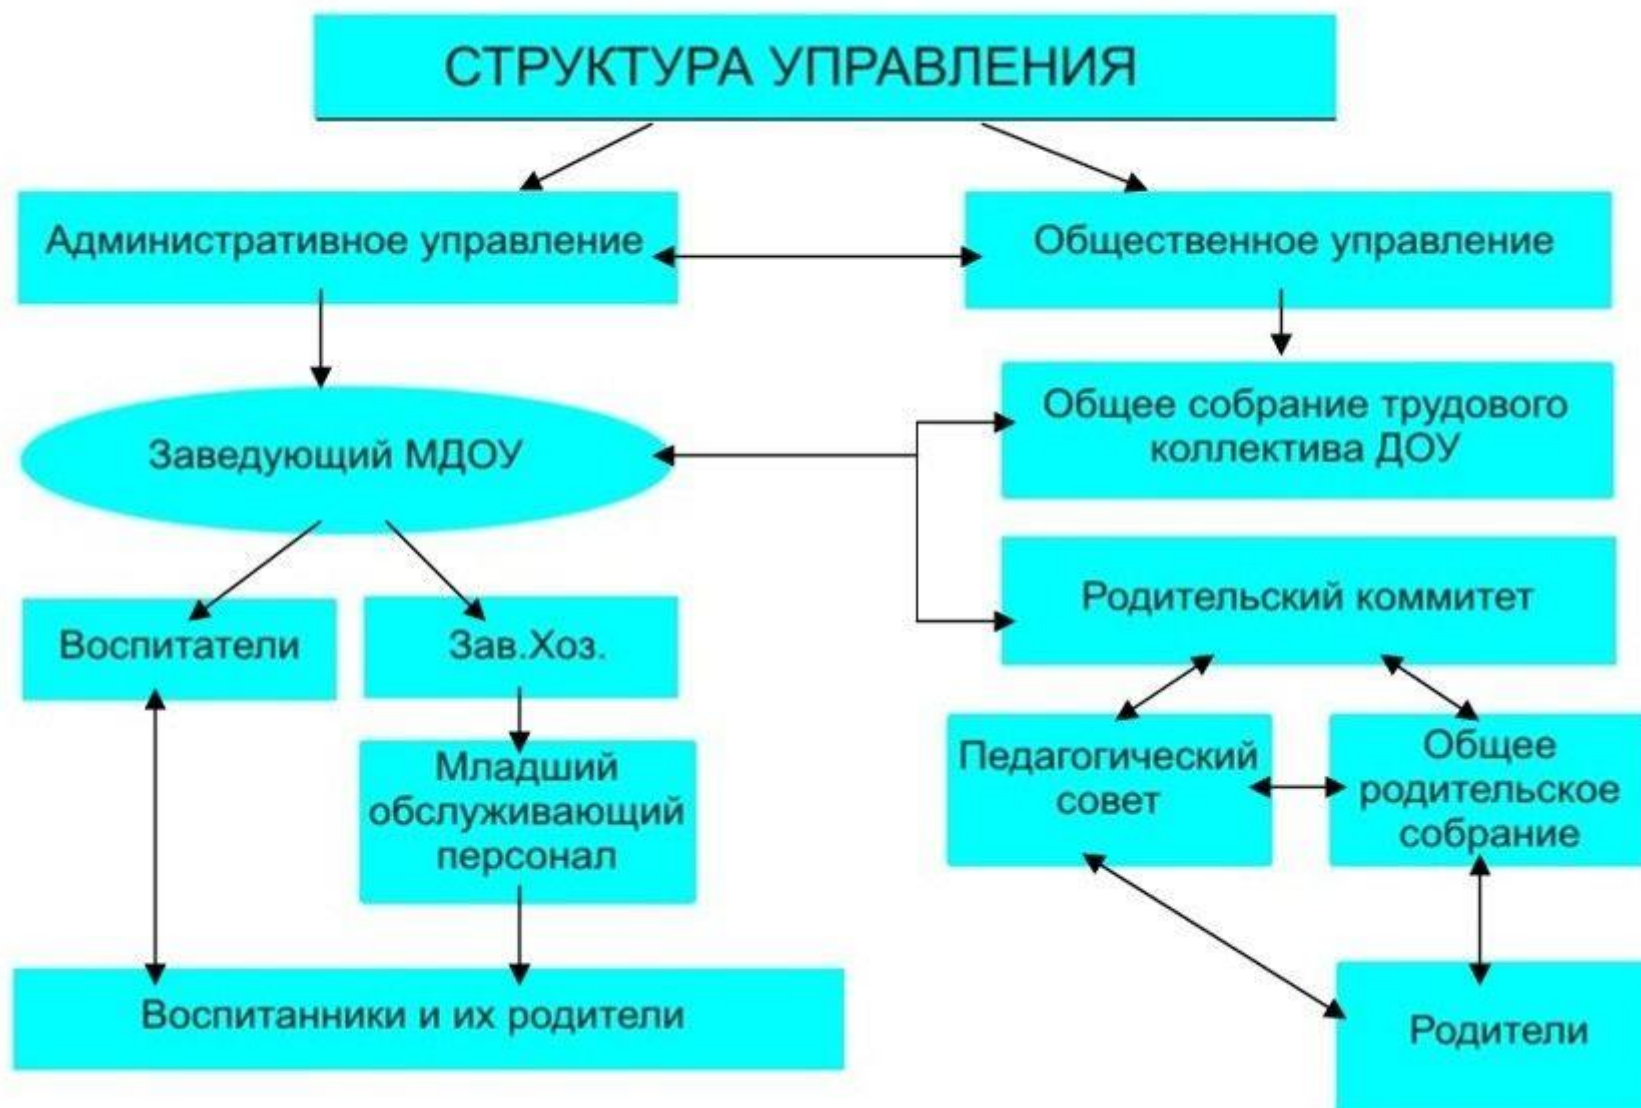 СТРУКТУРА УПРАВЛЕНИЯ
Административное управление
Общественное управление
Заведующий МДОУ
Общее собрание трудового
коллектива ДОУ
Родительский коммитет
Воспитатели
Зав.Хоз.
Младший
обслуживающий
персонал
Педагогический
совет
Общее
родительское
собрание
Воспитанники и их родители
Родители